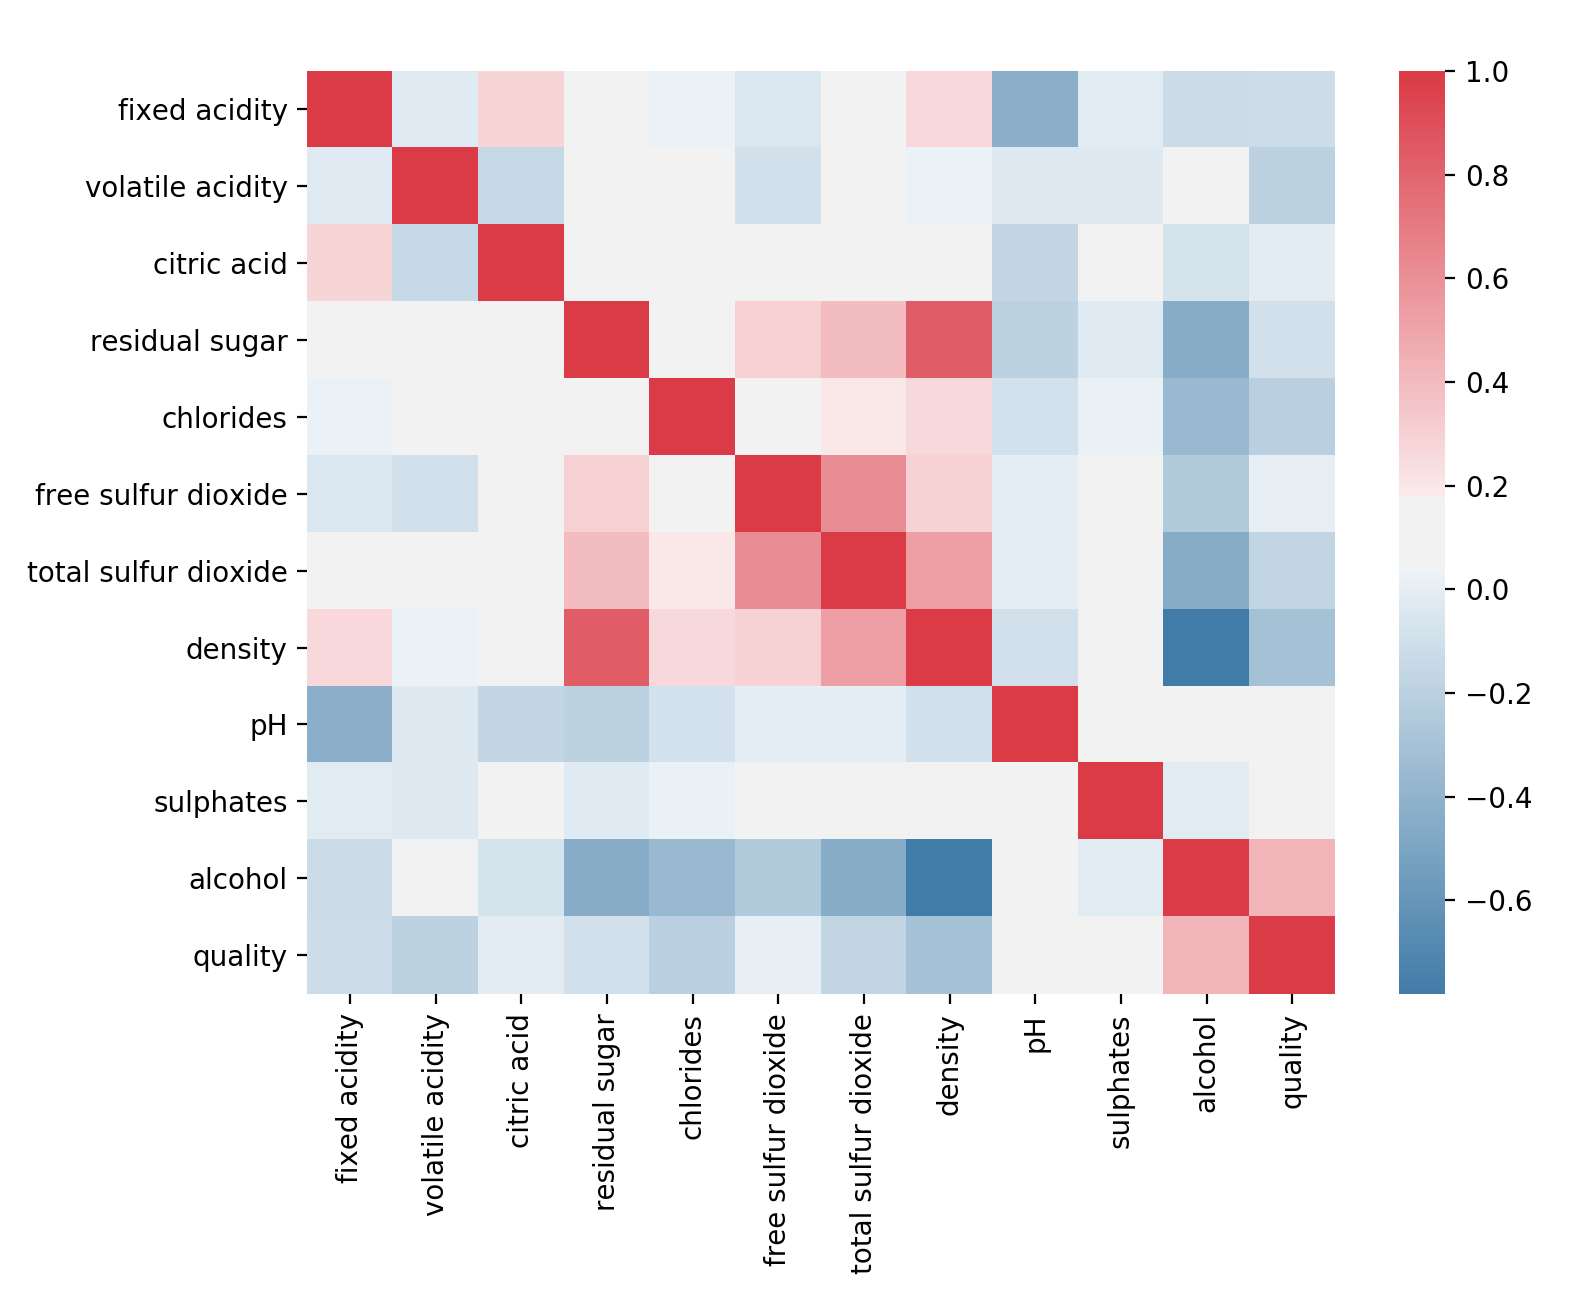 fixed acidity
volatile acidity
citric acid
residual sugar
chlorides
free sulfur dioxide
total sulfur dioxide
density
pH
sulphates
alcohol
quality
fixed acidity
volatile acidity
citric acid
residual sugar
chlorides
free sulfur dioxide
total sulfur dioxide
density
pH
sulphates
alcohol
quality
1.0
0.8
0.6
0.4
0.2
0.0
−0.2
−0.4
−0.6